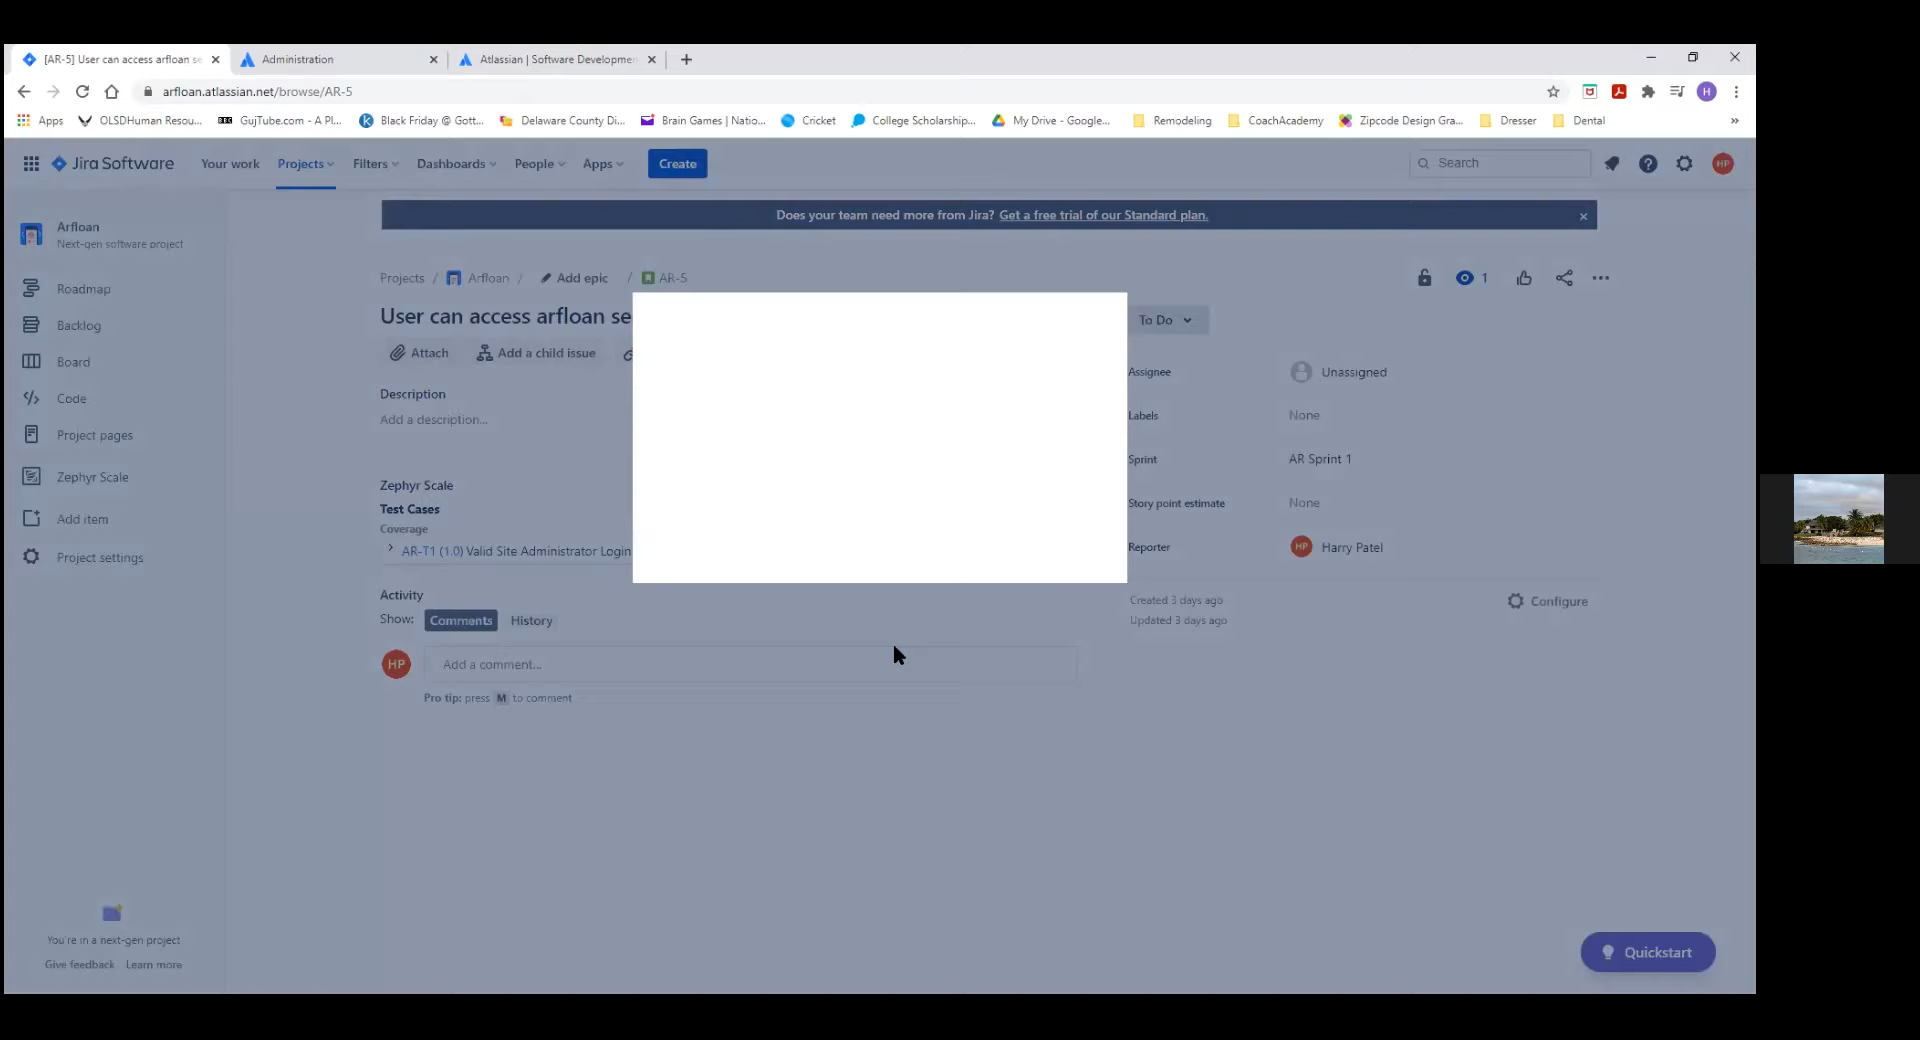 [AR-5] User can access arfloan se
Administration
Atlassian | Software Developmen
arfloan.atlassian.net/browse/AR-5
H
Apps
OLSDHuman Resou...
GujTube.com - A Pl...
Black Friday @ Gott...
Delaware County Di...
Brain Games | Natio...
Cricket
College Scholarship...
My Drive - Google...
Remodeling
CoachAcademy
Zipcode Design Gra...
Dresser
Dental
»
Jira Software
Your work
Projects
Filters
Dashboards
People
Apps
Create
Search
HP
Does your team need more from Jira? Get a free trial of our Standard plan.
Arfloan
Next-gen software project
Roadmap
Backlog
Board
Code
Project pages
Zephyr Scale
Add item
Project settings
Projects / Arfloan / Add epic / AR-5
1
User can access arfloan se
To Do
Attach
Add a child issue
Description
Add a description...
Assignee
Unassigned
Labels
None
Sprint
AR Sprint 1
Story point estimate
None
Reporter
HP
Harry Patel
Zephyr Scale
Test Cases
Coverage
AR-T1 (1.0) Valid Site Administrator Login
Activity
Show:
Comments
History
Created 3 days ago
Updated 3 days ago
Configure
HP
Add a comment...
Pro tip: press M to comment
You're in a next-gen project
Give feedback
Learn more
Quickstart